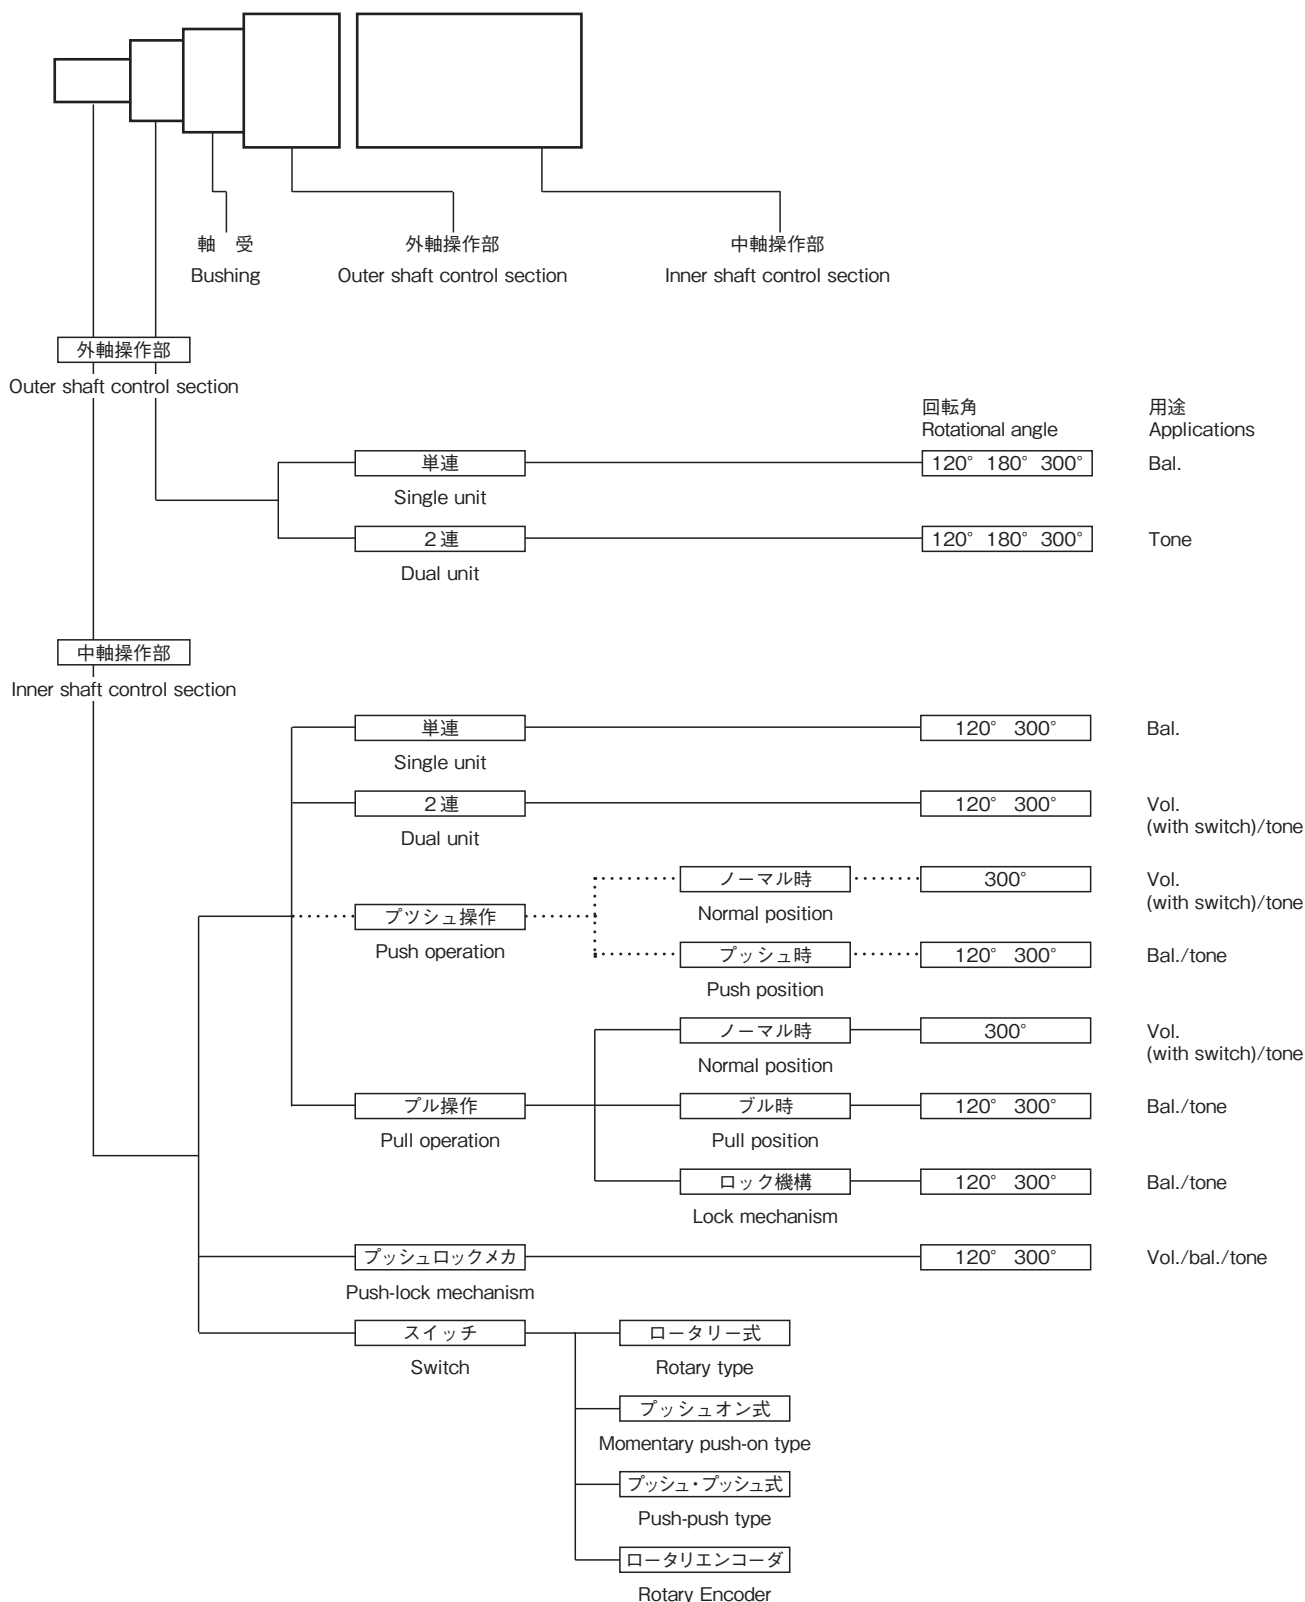 軸 受
Bushing
外軸操作部
Outer shaft control section
中軸操作部
Inner shaft control section
外軸操作部
Outer shaft control section
回転角
Rotational angle
用途
Applications
単連
Single unit
120° 180° 300°
Bal.
2連
Dual unit
120° 180° 300°
Tone
中軸操作部
Inner shaft control section
単連
Single unit
120° 300°
Bal.
2連
Dual unit
120° 300°
Vol.
(with switch)/tone
プツシュ操作
Push operation
ノーマル時
Normal position
300°
Vol.
(with switch)/tone
プッシュ時
Push position
120° 300°
Bal./tone
ノーマル時
Normal position
300°
Vol.
(with switch)/tone
プル操作
Pull operation
ブル時
Pull position
120° 300°
Bal./tone
ロック機構
Lock mechanism
120° 300°
Bal./tone
プッシュロックメカ
Push-lock mechanism
120° 300°
Vol./bal./tone
スイッチ
Switch
ロータリー式
Rotary type
プッシュオン式
Momentary push-on type
プッシュ・プッシュ式
Push-push type
ロータリエンコーダ
Rotary Encoder